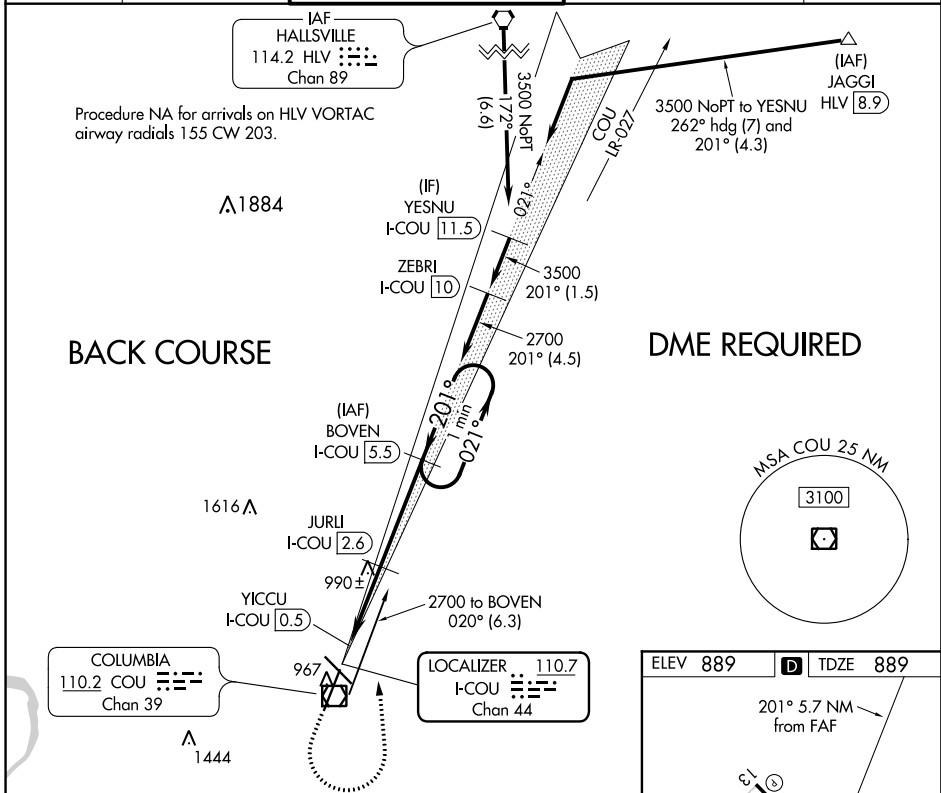 IAF
HALLSVILLE
114.2 HLV
Chan 89
Procedure NA for arrivals on HLV VORTAC
airway radials 155 CW 203.
3500 NoPT
172°
(6.6)
COU
LR-027
(IAF)
JAGGI
HLV 8.9
3500 NoPT to YESNU
262° hdg (7) and
201° (4.3)
1884
021°
(IF)
YESNU
I-COU 11.5
ZEBRI
I-COU 10
3500
201° (1.5)
2700
201° (4.5)
BACK COURSE
DME REQUIRED
201°
1 min
021°
(IAF)
BOVEN
I-COU 5.5
MSA COU 25 NM
3100
1616
JURLI
I-COU 2.6
990±
YICCU
I-COU 0.5
2700 to BOVEN
020° (6.3)
COLUMBIA
110.2 COU
Chan 39
967
LOCALIZER 110.7
I-COU
Chan 44
1444
ELEV 889 D TDZE 889
201° 5.7 NM
from FAF
13
P